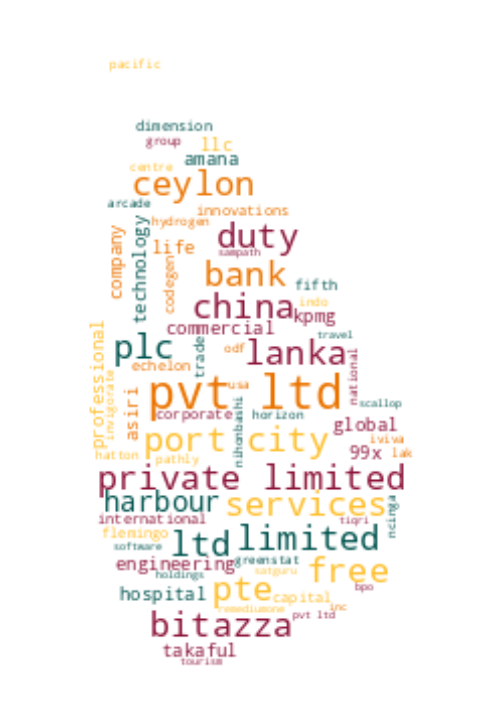 pacific
dimension
group
llc
amana
centre
ceylon
arcade
innovations
hydrogen
technology
company
life
duty
sampath
codegen
bank
fifth
china
indo
kpmg
commercial
travel
plc
trade
odf
lanka
national
echelon
professional
invigorate
pvt ltd
usa
asiri
corporate
nihonbashi
horizon
scallop
global
port city
iviva
hatton
pathly
99x
lak
private limited
harbour
services
ncinga
international
tiqri
flemingo
software
ltd
limited
engineering
greenstat
holdings
satguru
free
hospital
pte
bpo
capital
remediumone
inc
pvt ltd
bitazza
takaful
tourism